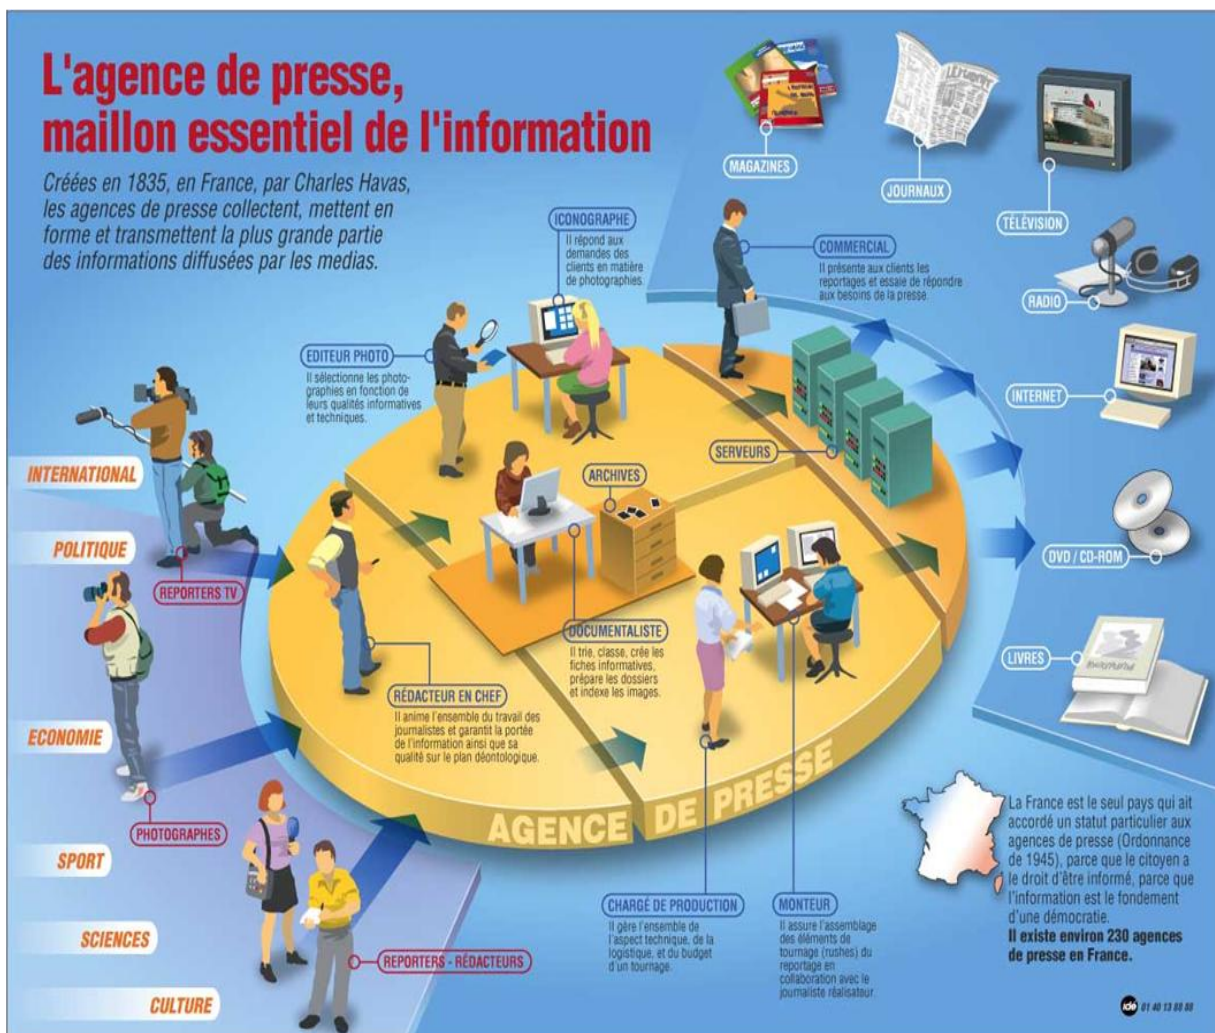 L'agence de presse,
maillon essentiel de l'information
Créées en 1835, en France, par Charles Havas,
les agences de presse collectent, mettent en
forme et transmettent la plus grande partie
des informations diffusées par les medias.
MAGAZINES
JOURNAUX
TÉLÉVISION
RADIO
INTERNET
DVD / CD-ROM
LIVRES
ICONOGRAPHE
Il répond aux
demandes des
clients en matière
de photographies.
COMMERCIAL
Il présente aux clients les
reportages et essaie de répondre
aux besoins de la presse.
EDITEUR PHOTO
Il sélectionne les photo-
graphies en fonction de
leurs qualités informatives
et techniques.
SERVEURS
ARCHIVES
INTERNATIONAL
POLITIQUE
REPORTERS TV
DOCUMENTALISTE
Il trie, classe, crée les
fiches informatives,
prépare les dossiers
et indexe les images.
RÉDACTEUR EN CHEF
Il anime l'ensemble du travail des
journalistes et garantit la portée
de l'information ainsi que sa
qualité sur le plan déontologique.
ECONOMIE
PHOTOGRAPHES
SPORT
SCIENCES
CULTURE
REPORTERS - RÉDACTEURS
AGENCE DE PRESSE
CHARGÉ DE PRODUCTION
Il gère l'ensemble de
l'aspect technique, de la
logistique, et du budget
d'un tournage.
MONTEUR
Il assure l'assemblage
des éléments de
tournage (rushes) du
reportage en
collaboration avec le
journaliste réalisateur.
La France est le seul pays qui ait
accordé un statut particulier aux
agences de presse (Ordonnance
de 1945), parce que le citoyen a
le droit d'être informé, parce que
l'information est le fondement
d'une démocratie.
Il existe environ 230 agences
de presse en France.
idé 01 40 13 88 88